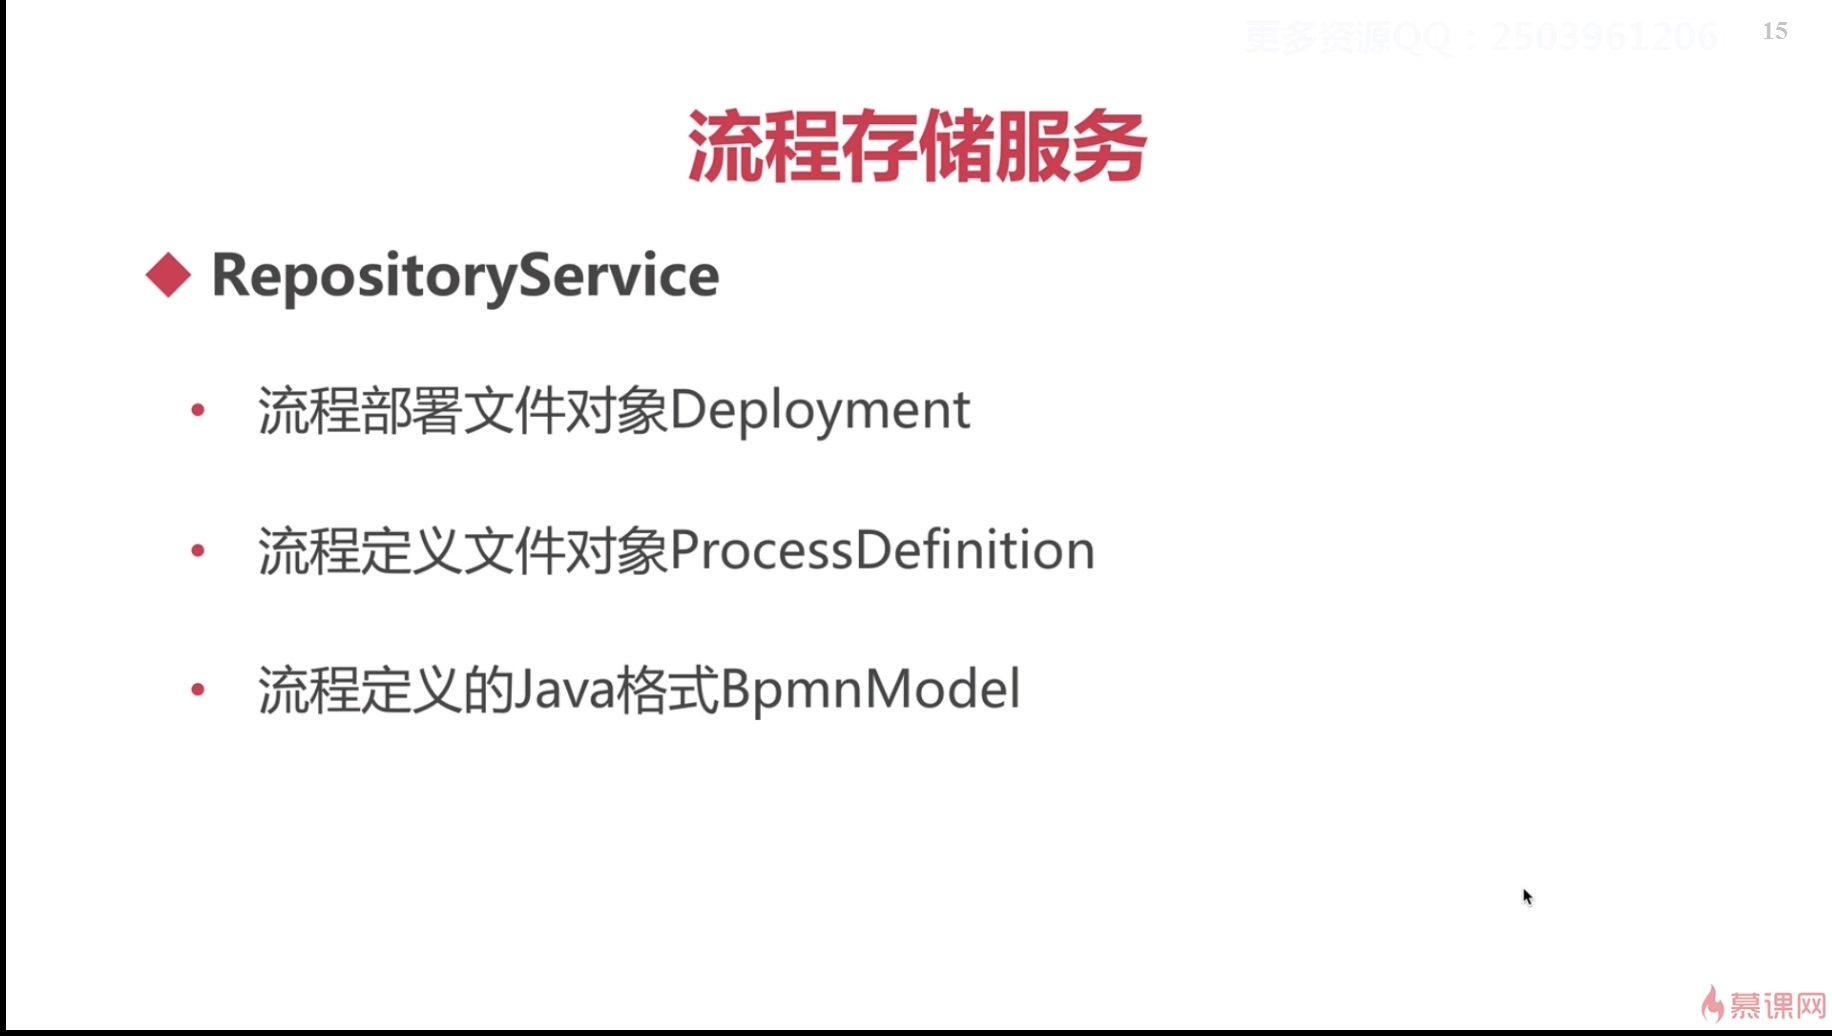 更多资源QQ：2503961206
15
流程存储服务
RepositoryService
• 流程部署文件对象Deployment
• 流程定义文件对象ProcessDefinition
• 流程定义的Java格式BpmnModel
慕课网